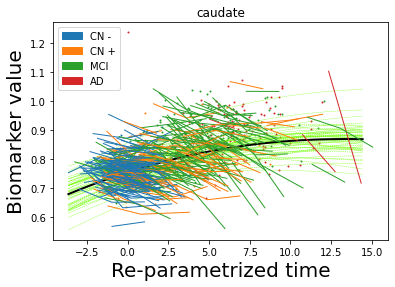 caudate
CN -
CN +
MCI
AD
Biomarker value
1.2
1.1
1.0
0.9
0.8
0.7
0.6
−2.5
0.0
2.5
5.0
7.5
10.0
12.5
15.0
Re-parametrized time